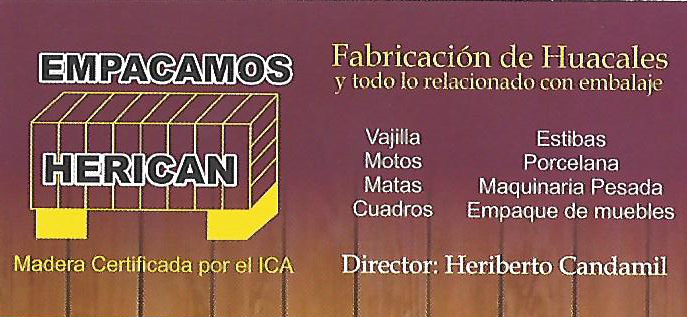 EMPACAMOS
HERICAN
Madera Certificada por el ICA
Fabricación de Huacales
y todo lo relacionado con embalaje
Vajilla
Motos
Matas
Cuadros
Estibas
Porcelana
Maquinaria Pesada
Empaque de muebles
Director: Heriberto Candamil